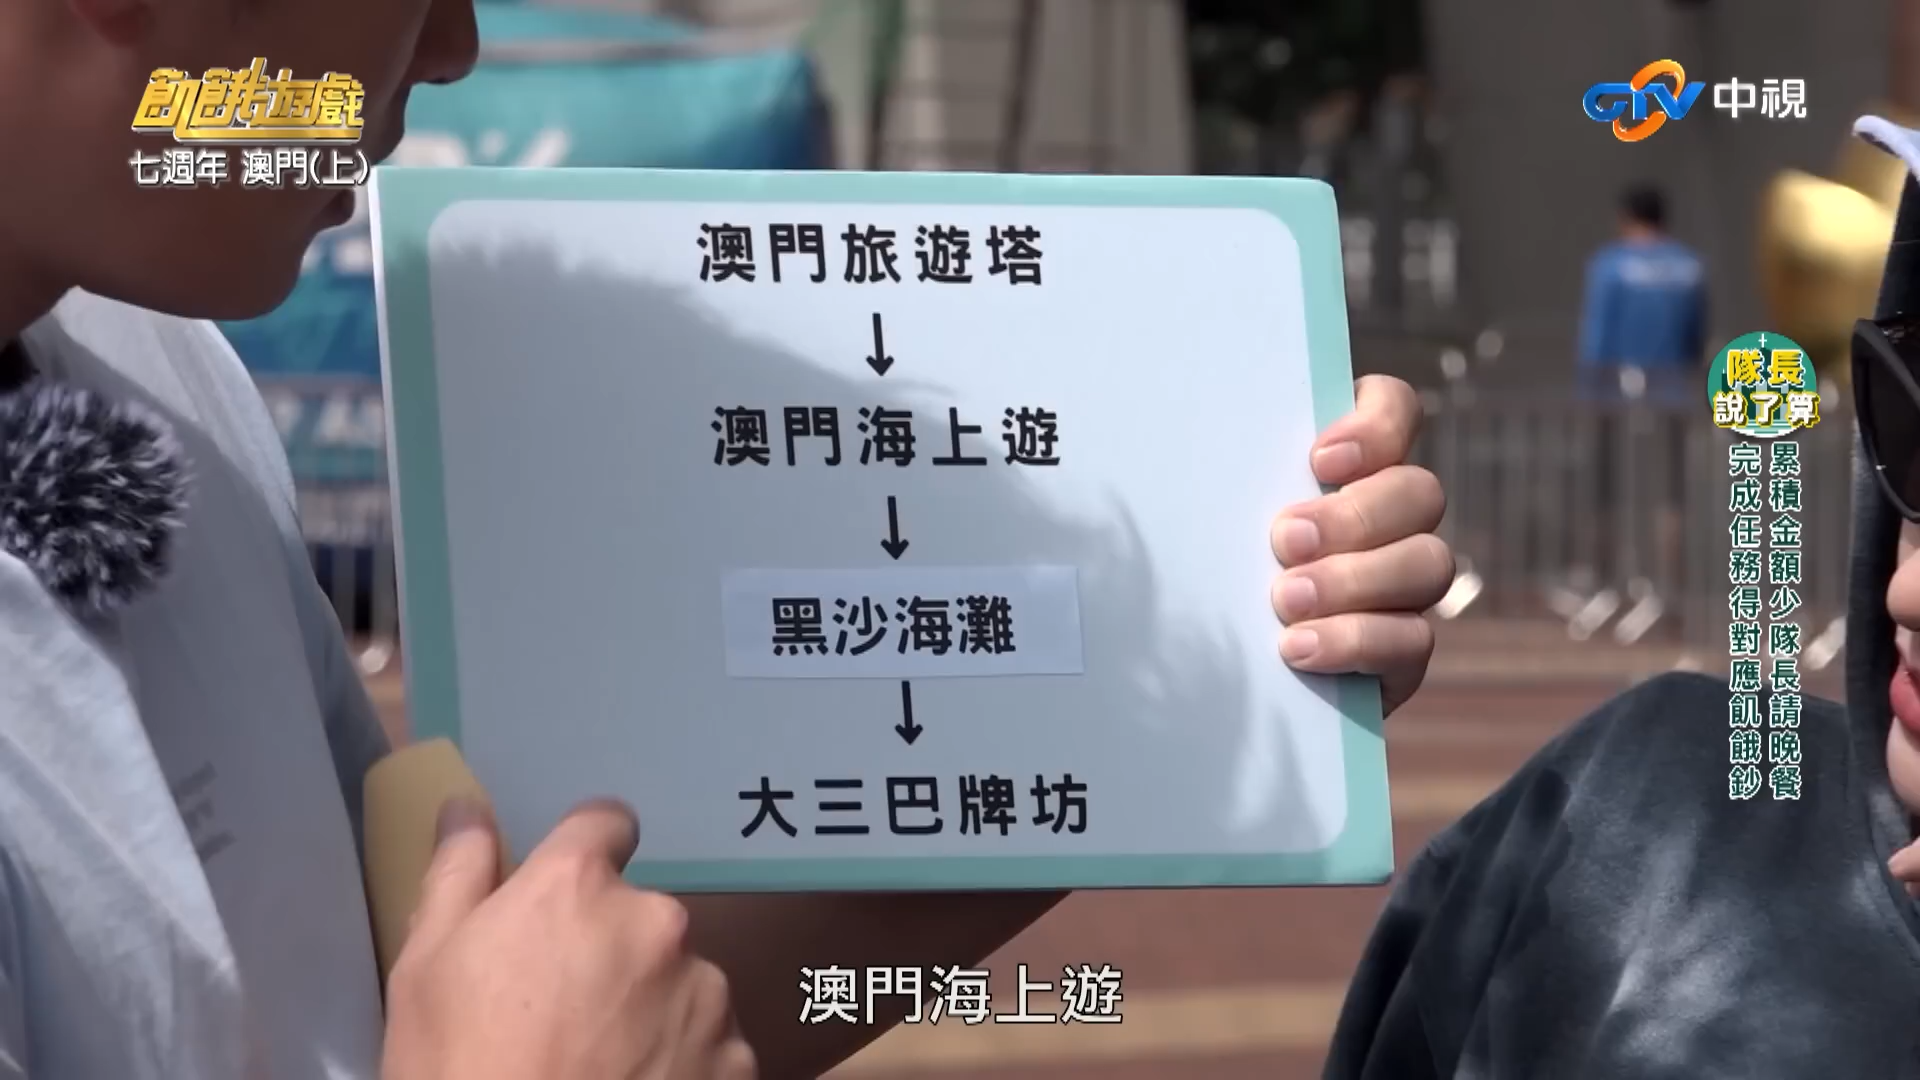 飢餓遊戲
七週年 澳門(上)
CTV中視
澳門旅遊塔
↓
澳門海上遊
↓
黑沙海灘
↓
大三巴牌坊
隊長
說了算
累積金額少隊長請晚餐
完成任務得對應飢餓鈔
澳門海上遊